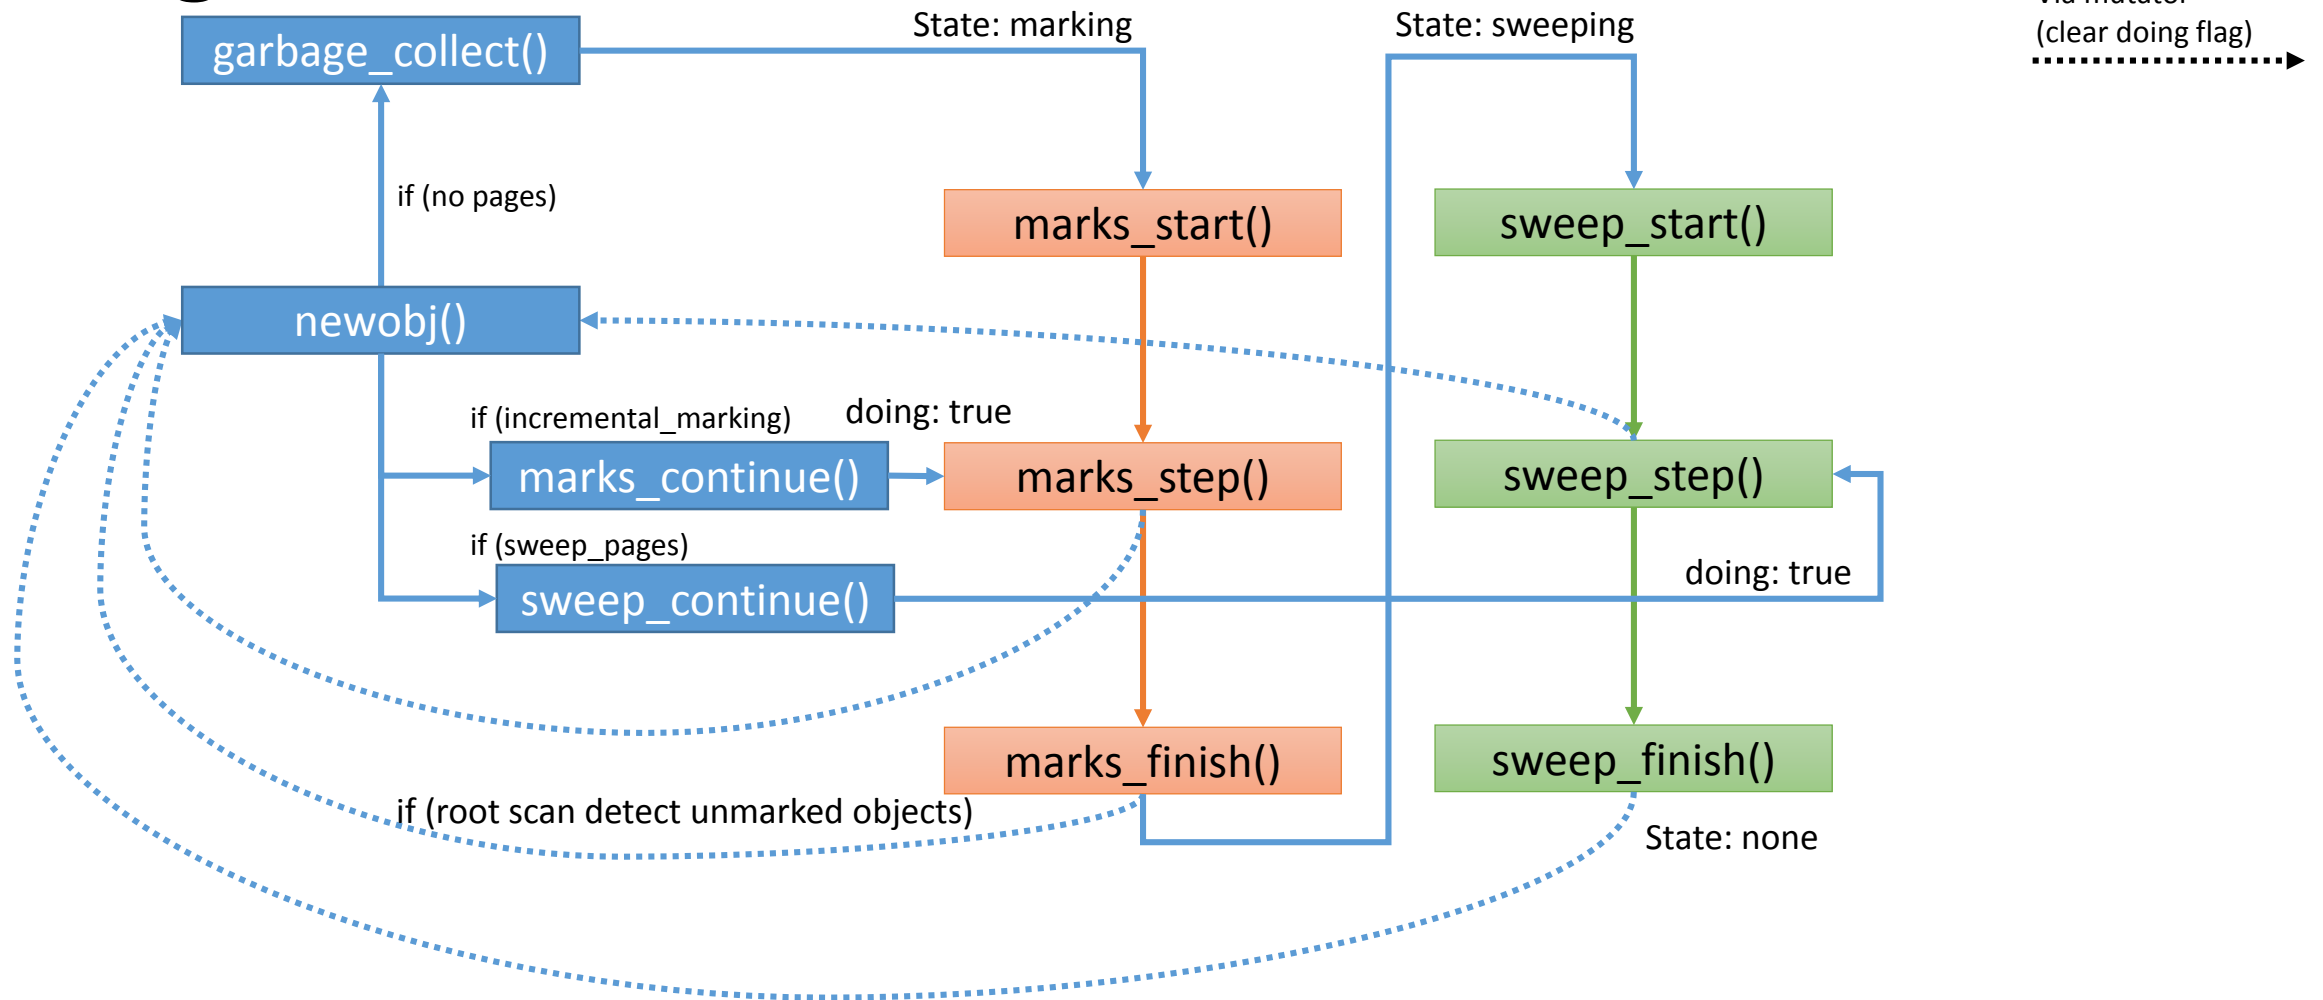 State: marking
State: sweeping
(clear doing flag)
garbage_collect()
if (no pages)
marks_start()
sweep_start()
newobj()
if (incremental_marking)
doing: true
marks_continue()
marks_step()
sweep_step()
if (sweep_pages)
sweep_continue()
doing: true
marks_finish()
sweep_finish()
if (root scan detect unmarked objects)
State: none